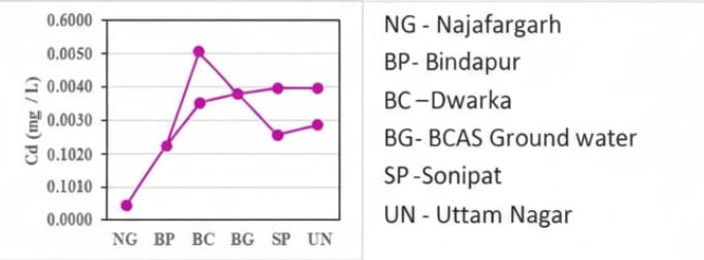 0.6000
0.0050
0.0040
0.0030
0.1020
0.1010
0.0000
Cd (mg / L)
NG BP BC BG SP UN
NG - Najafargarh
BP- Bindapur
BC –Dwarka
BG- BCAS Ground water
SP -Sonipat
UN - Uttam Nagar